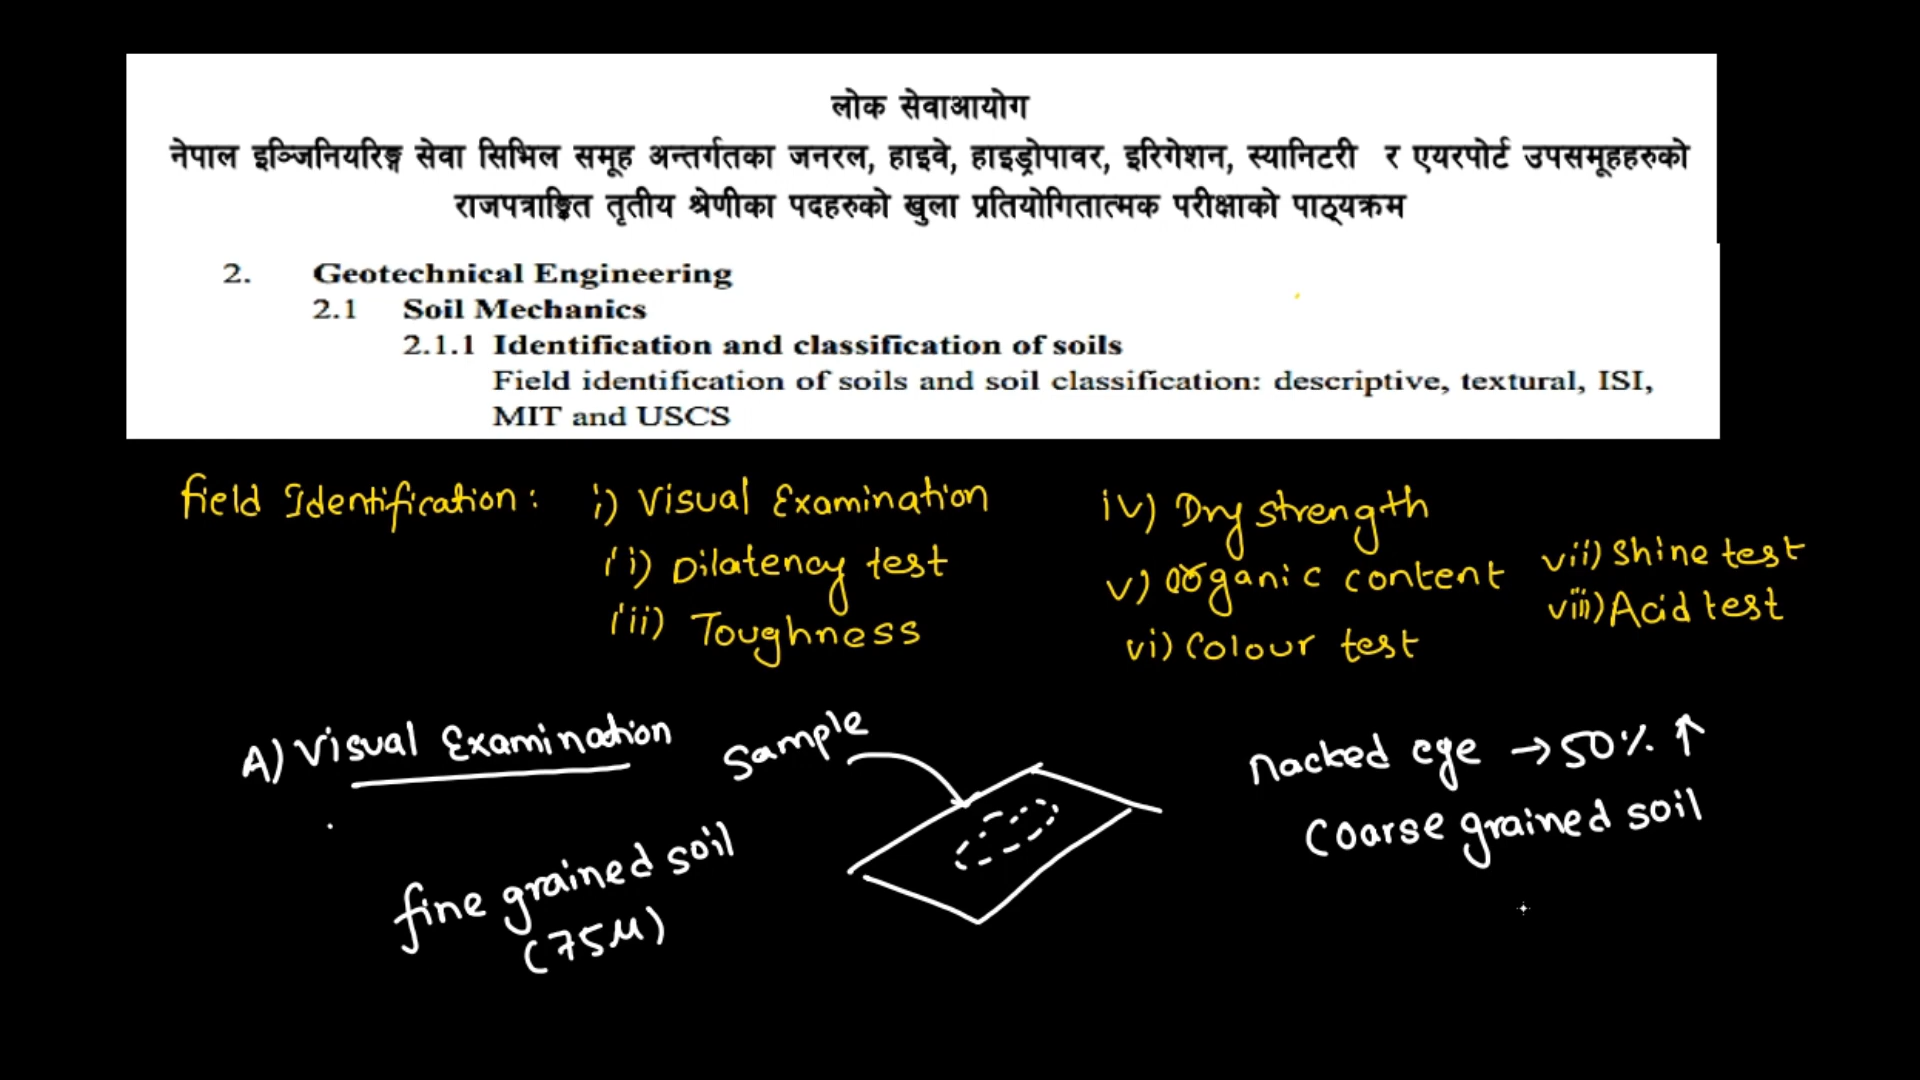 लोक सेवाआयोग
नेपाल इञ्जिनियरिङ्ग सेवा सिभिल समूह अन्तर्गतका जनरल, हाइवे, हाइड्रोपावर, इरिगेशन, स्यानिटरी र एयरपोर्ट उपसमूहहरुको
राजपत्राङ्कित तृतीय श्रेणीका पदहरुको खुला प्रतियोगितात्मक परीक्षाको पाठ्यक्रम
2. Geotechnical Engineering
2.1 Soil Mechanics
2.1.1 Identification and classification of soils
Field identification of soils and soil classification: descriptive, textural, ISI,
MIT and USCS
field Identification:
i) Visual Examination
ii) Dilatency test
iii) Toughness
iv) Dry strength
v) organic content
vi) Colour test
vii) Shine test
viii) Acid test
A) Visual Examination
Sample
fine grained soil
(75μ)
nacked eye → 50% ↑
Coarse grained soil